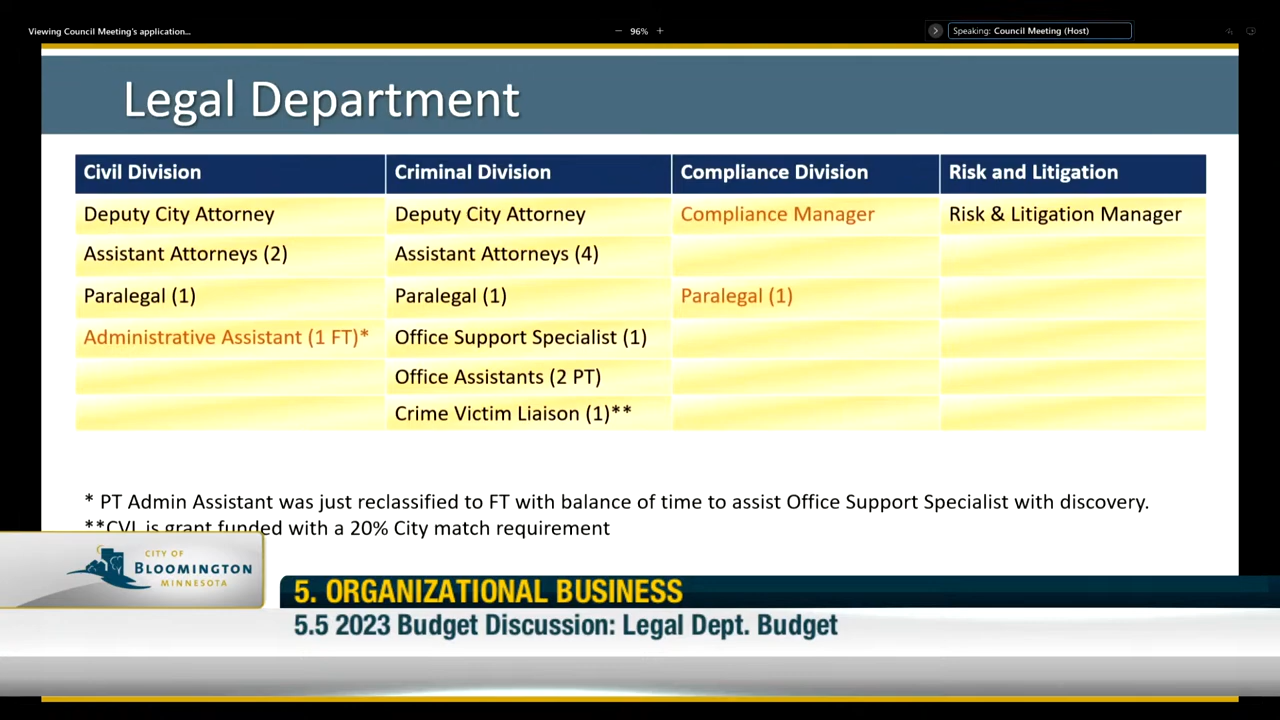 Viewing Council Meeting's application...
96%
Speaking: Council Meeting (Host)
Legal Department
Civil Division Criminal Division Compliance Division Risk and Litigation
Deputy City Attorney Deputy City Attorney Compliance Manager Risk & Litigation Manager
Assistant Attorneys (2) Assistant Attorneys (4)
Paralegal (1) Paralegal (1) Paralegal (1)
Administrative Assistant (1 FT)* Office Support Specialist (1)
Office Assistants (2 PT)
Crime Victim Liaison (1)**
* PT Admin Assistant was just reclassified to FT with balance of time to assist Office Support Specialist with discovery.
**CVL is grant funded with a 20% City match requirement
CITY OF
BLOOMINGTON
MINNESOTA
5. ORGANIZATIONAL BUSINESS
5.5 2023 Budget Discussion: Legal Dept. Budget